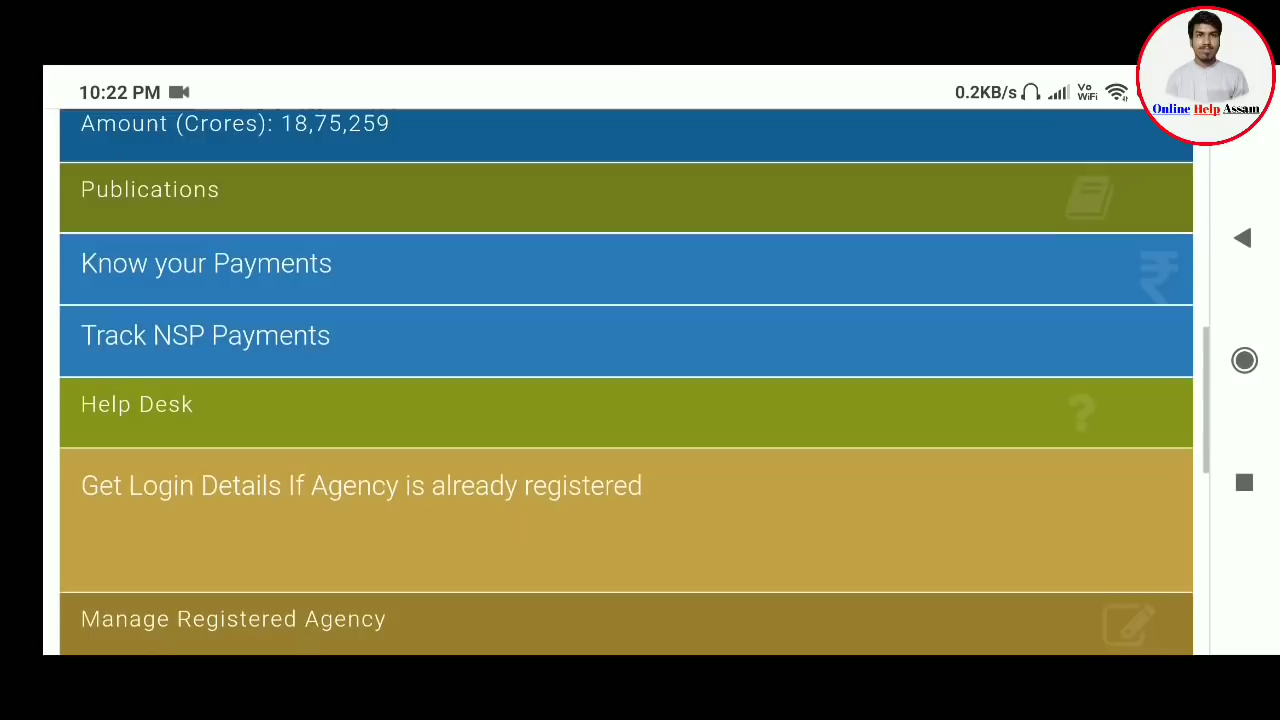 10:22 PM
0.2KB/s
Vo
WiFi
Online Help Assam
Amount (Crores): 18,75,259
Publications
Know your Payments
Track NSP Payments
Help Desk
?
Get Login Details If Agency is already registered
Manage Registered Agency